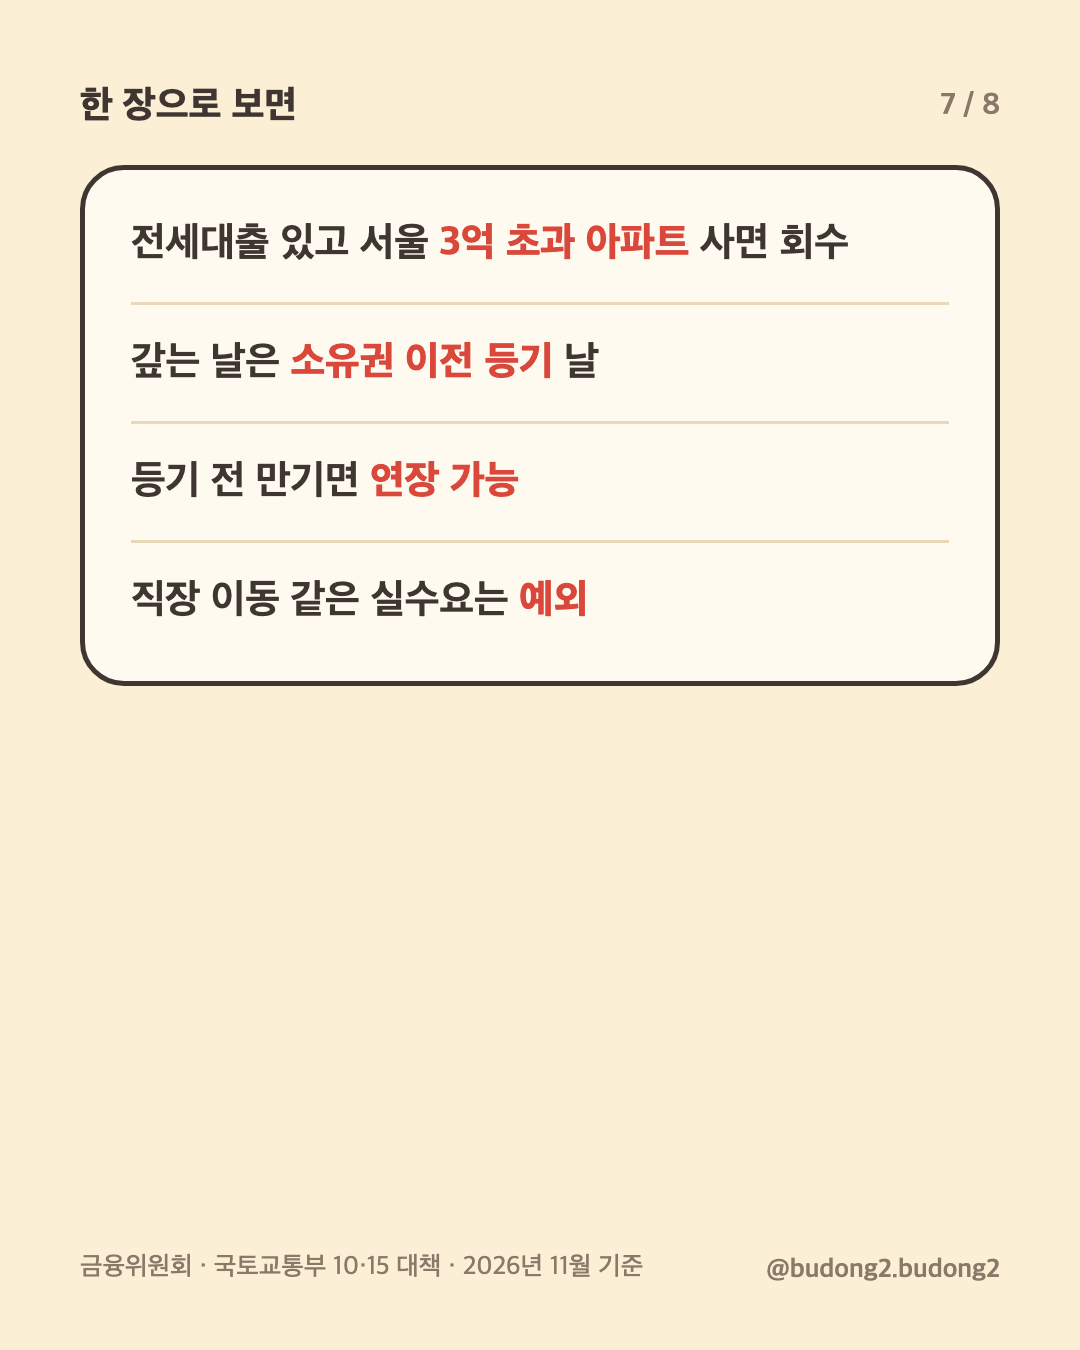 한 장으로 보면
7 / 8
전세대출 있고 서울 3억 초과 아파트 사면 회수
갚는 날은 소유권 이전 등기 날
등기 전 만기면 연장 가능
직장 이동 같은 실수요는 예외
금융위원회 · 국토교통부 10·15 대책 · 2026년 11월 기준
@budong2.budong2